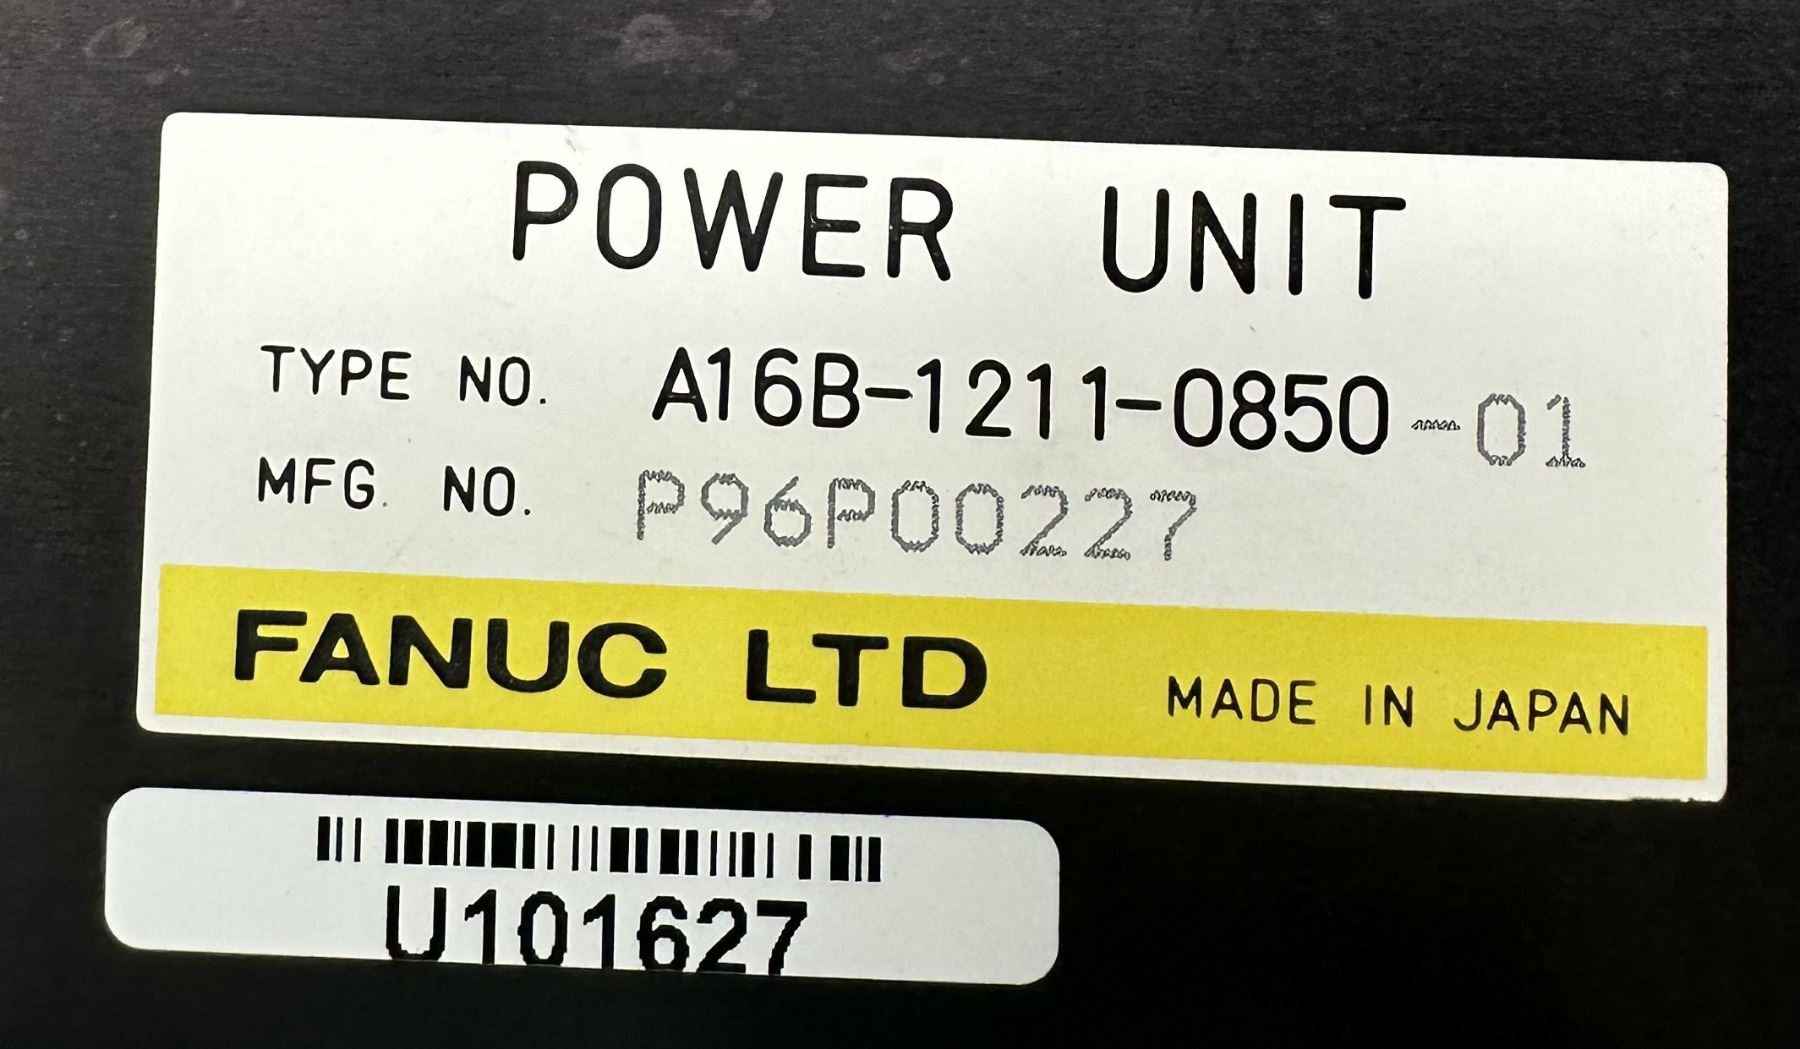 POWER UNIT
TYPE NO. A16B-1211-0850-01
MFG. NO. P96P00227
FANUC LTD MADE IN JAPAN
U101627